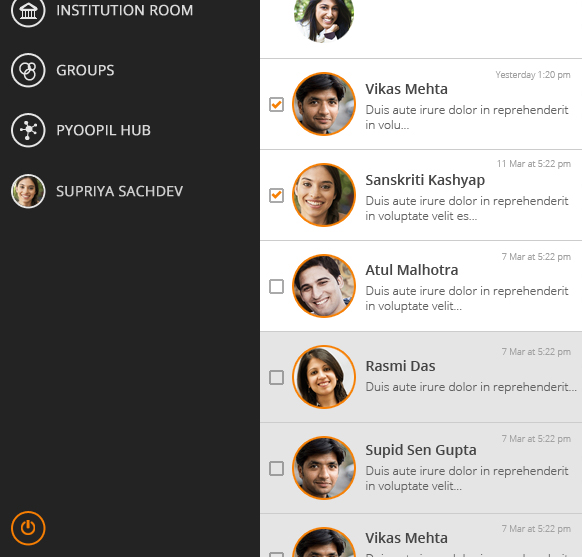 INSTITUTION ROOM
GROUPS
PYOOPIL HUB
SUPRIYA SACHDEV
Yesterday 1:20 pm
Vikas Mehta
Duis aute irure dolor in reprehenderit
in volu...
11 Mar at 5:22 pm
Sanskriti Kashyap
Duis aute irure dolor in reprehenderit
in voluptate velit es...
7 Mar at 5:22 pm
Atul Malhotra
Duis aute irure dolor in reprehenderit
in voluptate velit...
7 Mar at 5:22 pm
Rasmi Das
Duis aute irure dolor in reprehenderit...
7 Mar at 5:22 pm
Supid Sen Gupta
Duis aute irure dolor in reprehenderit
in voluptate velit...
7 Mar at 5:22 pm
Vikas Mehta